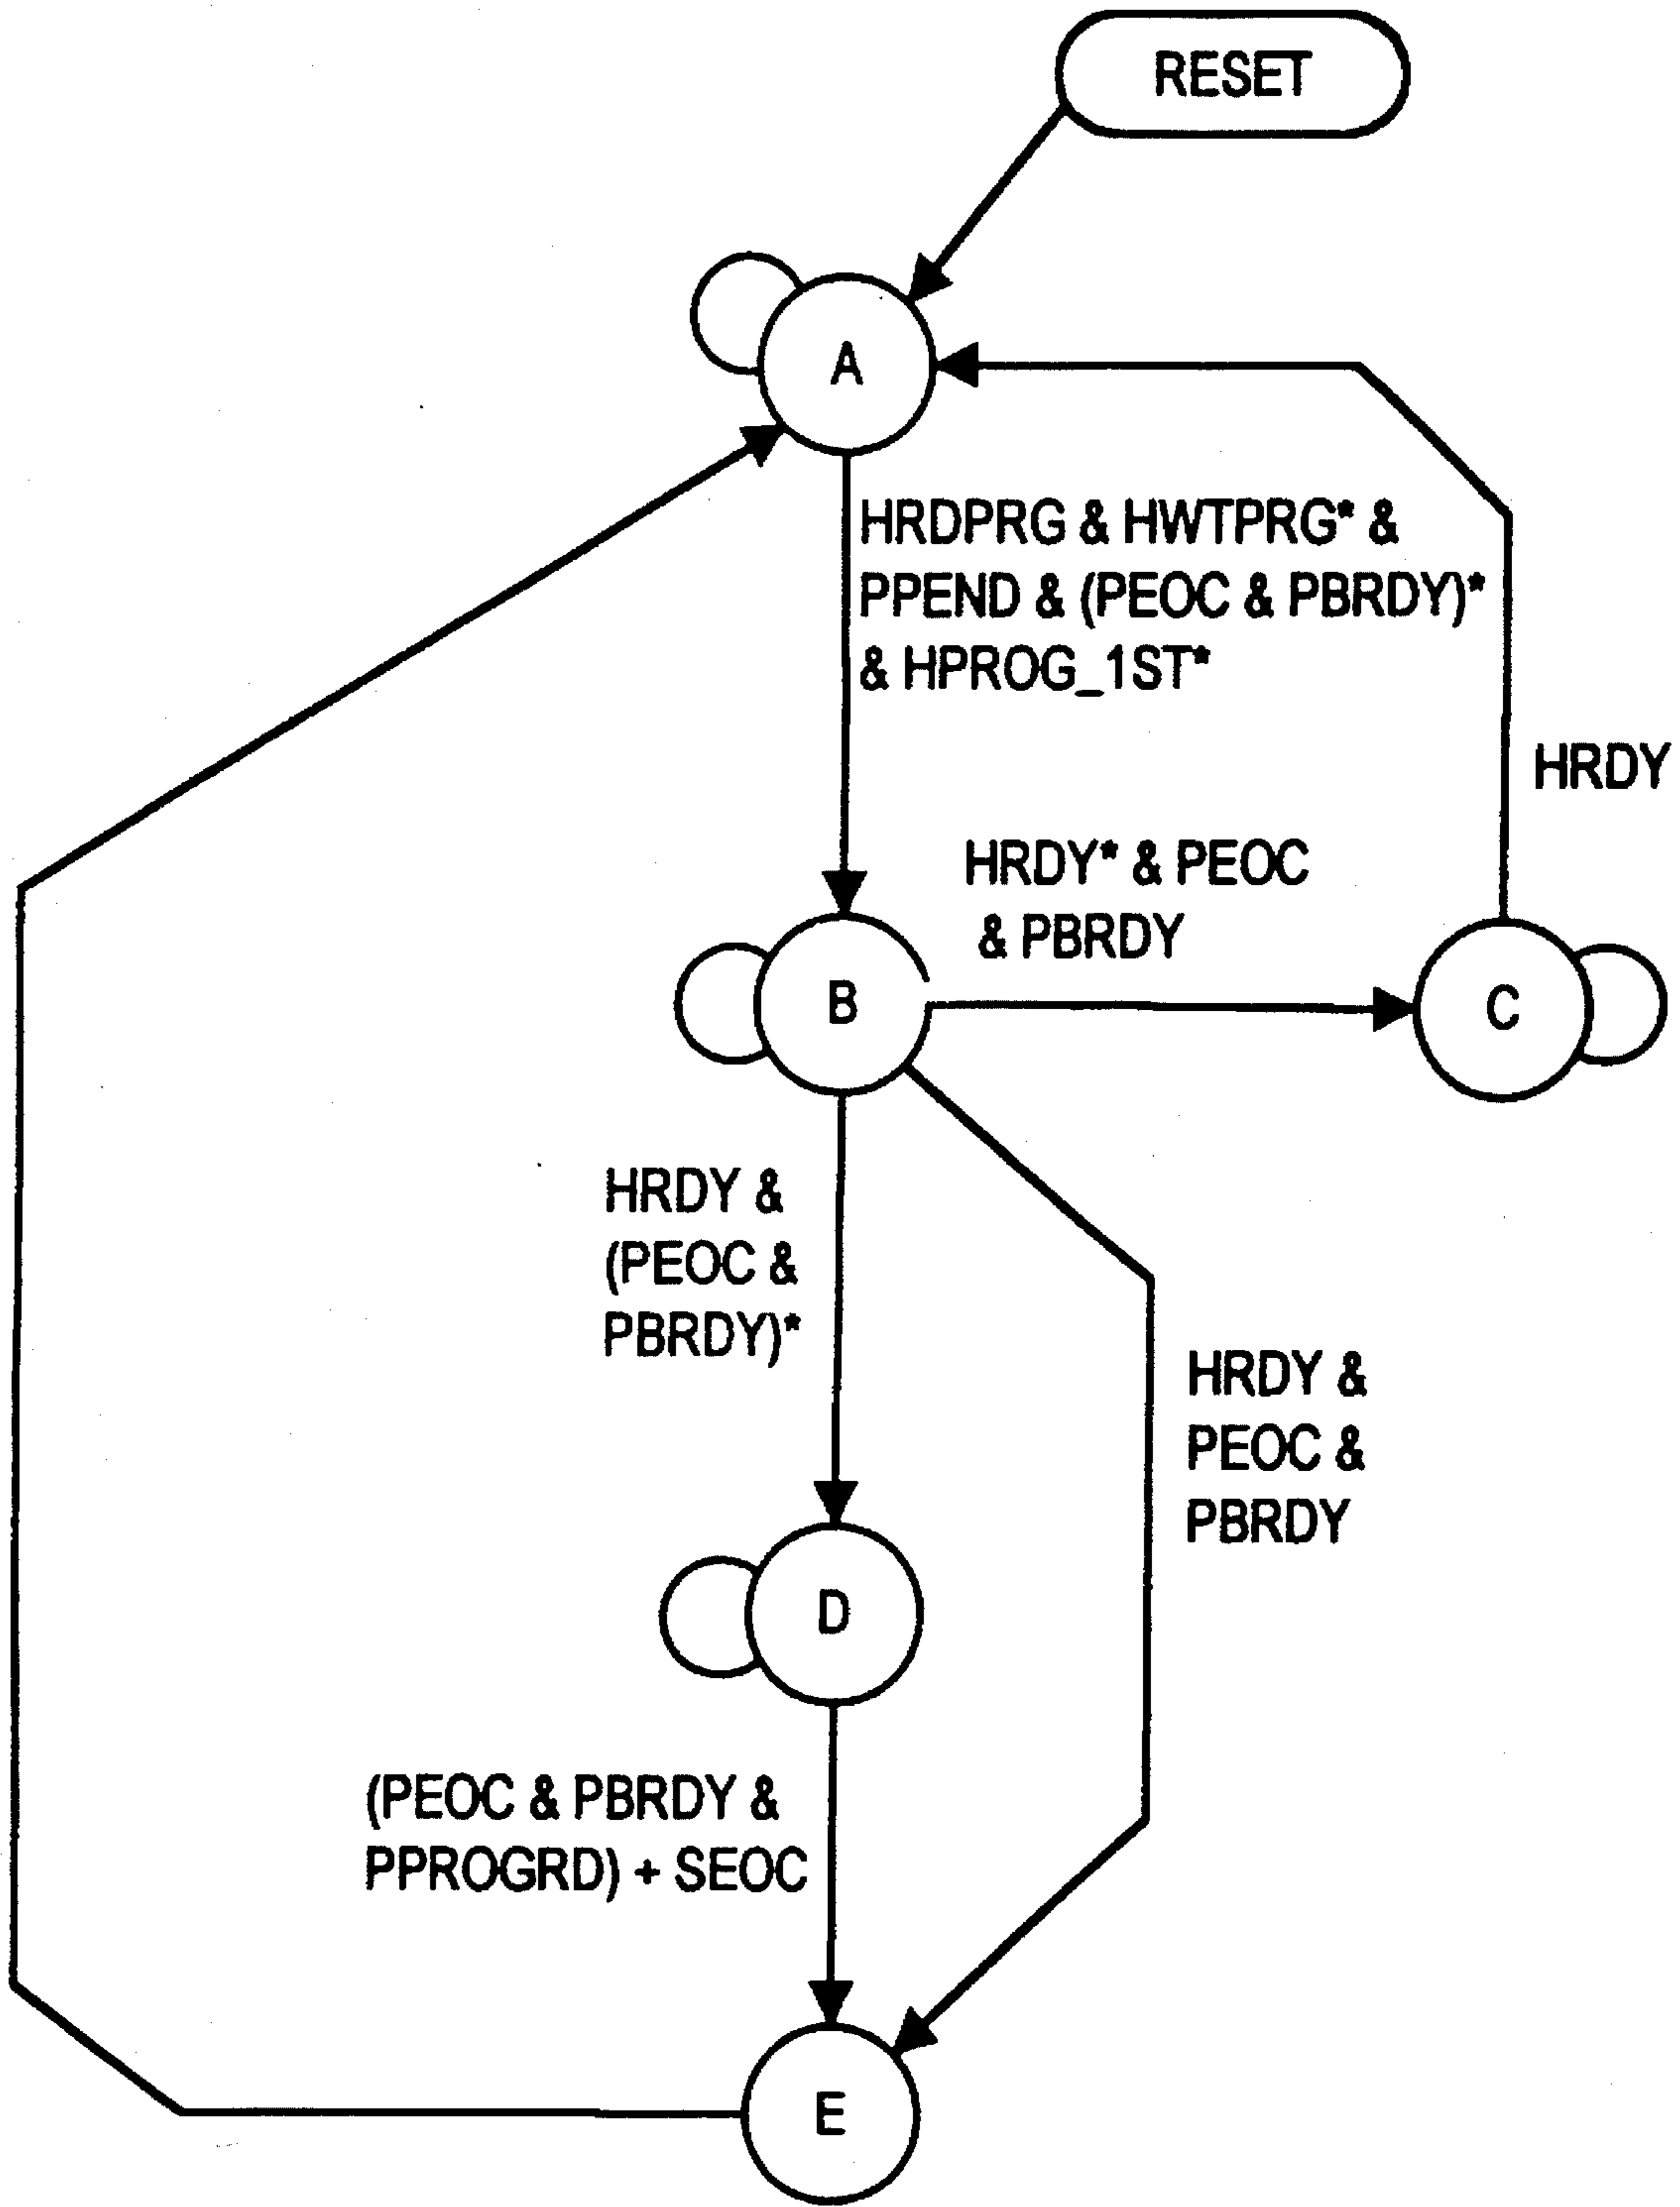 RESET
A
HRDPRG & HWTPRG* &
PPEND & (PEOC & PBRDY)*
& HPROG_1ST*
HRDY
HRDY* & PEOC
& PBRDY
B
C
HRDY &
(PEOC &
PBRDY)*
HRDY &
PEOC &
PBRDY
D
(PEOC & PBRDY &
PPROGRD) + SEOC
E